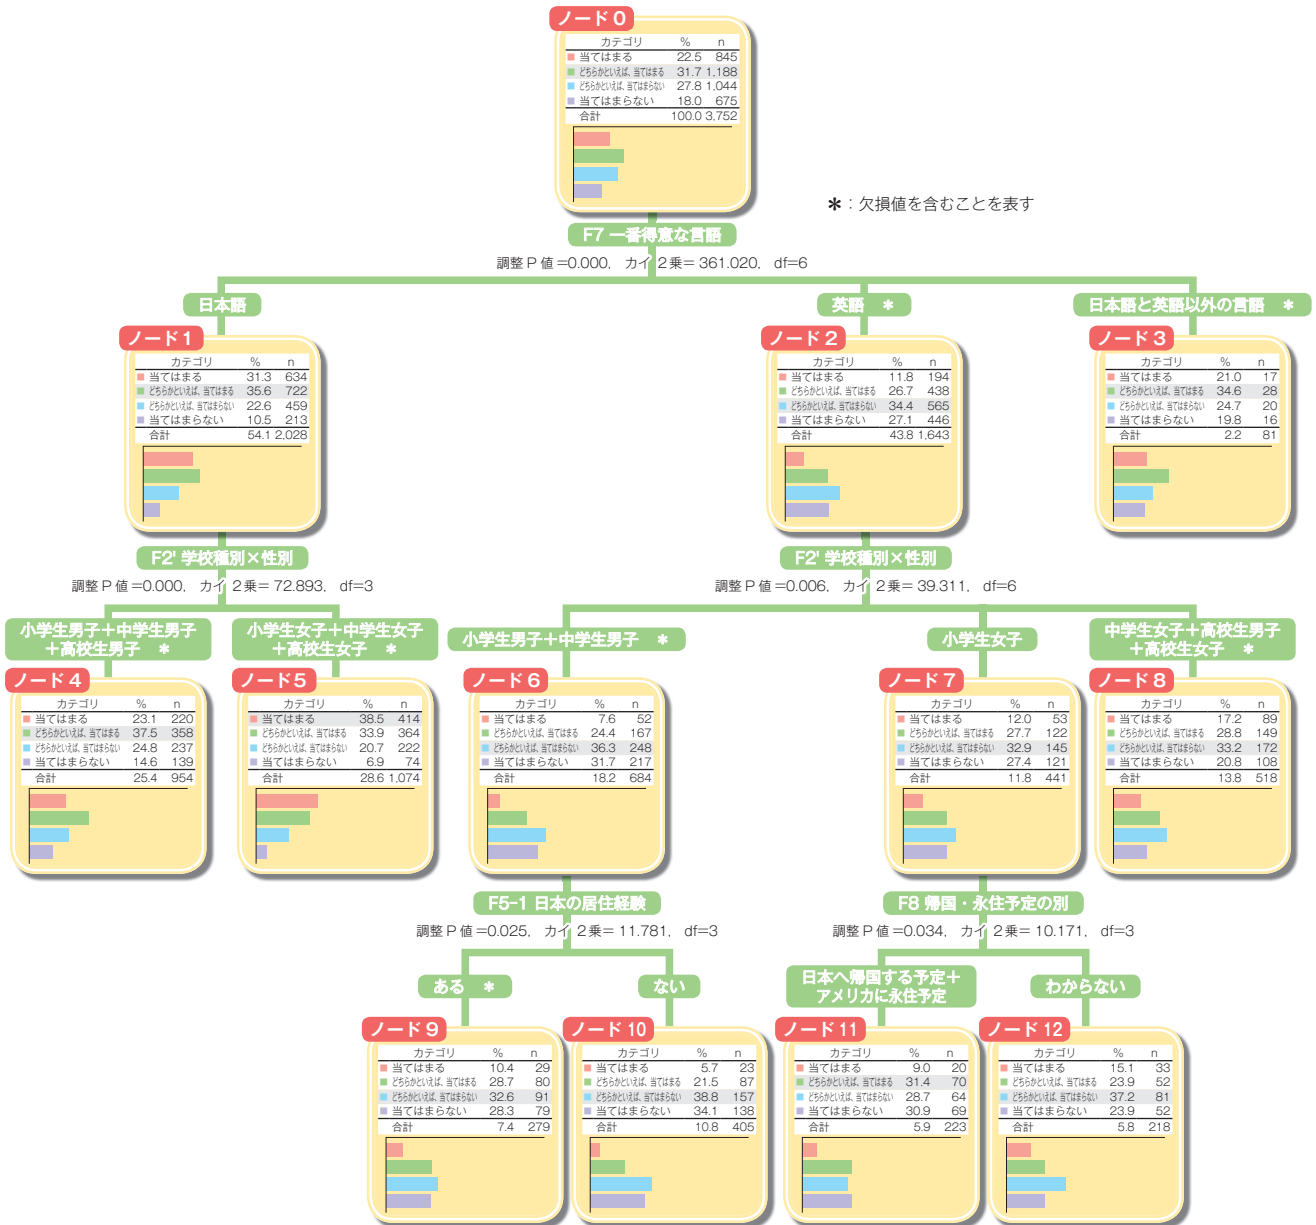 ノード 0
カテゴリ % n
当てはまる 22.5 845
どちらかといえば、当てはまる 31.7 1,188
どちらかといえば、当てはまらない 27.8 1,044
当てはまらない 18.0 675
合計 100.0 3,752
＊：欠損値を含むことを表す
F7 一番得意な言語
調整 P 値 =0.000, カイ 2乗= 361.020, df=6
日本語
英語 ＊
日本語と英語以外の言語 ＊
ノード 1
カテゴリ % n
当てはまる 31.3 634
どちらかといえば、当てはまる 35.6 722
どちらかといえば、当てはまらない 22.6 459
当てはまらない 10.5 213
合計 54.1 2,028
ノード 2
カテゴリ % n
当てはまる 11.8 194
どちらかといえば、当てはまる 26.7 438
どちらかといえば、当てはまらない 34.4 565
当てはまらない 27.1 446
合計 43.8 1,643
ノード 3
カテゴリ % n
当てはまる 21.0 17
どちらかといえば、当てはまる 34.6 28
どちらかといえば、当てはまらない 24.7 20
当てはまらない 19.8 16
合計 2.2 81
F2' 学校種別×性別
調整 P 値 =0.000, カイ 2乗= 72.893, df=3
F2' 学校種別×性別
調整 P 値 =0.006, カイ 2乗= 39.311, df=6
小学生男子＋中学生男子
＋高校生男子 ＊
小学生女子＋中学生女子
＋高校生女子 ＊
小学生男子＋中学生男子 ＊
小学生女子
中学生女子＋高校生男子
＋高校生女子 ＊
ノード 4
カテゴリ % n
当てはまる 23.1 220
どちらかといえば、当てはまる 37.5 358
どちらかといえば、当てはまらない 24.8 237
当てはまらない 14.6 139
合計 25.4 954
ノード5
カテゴリ % n
当てはまる 38.5 414
どちらかといえば、当てはまる 33.9 364
どちらかといえば、当てはまらない 20.7 222
当てはまらない 6.9 74
合計 28.6 1,074
ノード 6
カテゴリ % n
当てはまる 7.6 52
どちらかといえば、当てはまる 24.4 167
どちらかといえば、当てはまらない 36.3 248
当てはまらない 31.7 217
合計 18.2 684
ノード 7
カテゴリ % n
当てはまる 12.0 53
どちらかといえば、当てはまる 27.7 122
どちらかといえば、当てはまらない 32.9 145
当てはまらない 27.4 121
合計 11.8 441
ノード 8
カテゴリ % n
当てはまる 17.2 89
どちらかといえば、当てはまる 28.8 149
どちらかといえば、当てはまらない 33.2 172
当てはまらない 20.8 108
合計 13.8 518
F5-1 日本の居住経験
調整 P 値 =0.025, カイ 2乗= 11.781, df=3
F8 帰国・永住予定の別
調整 P 値 =0.034, カイ 2乗= 10.171, df=3
ある ＊
ない
日本へ帰国する予定＋
アメリカに永住予定
わからない
ノード 9
カテゴリ % n
当てはまる 10.4 29
どちらかといえば、当てはまる 28.7 80
どちらかといえば、当てはまらない 32.6 91
当てはまらない 28.3 79
合計 7.4 279
ノード 10
カテゴリ % n
当てはまる 5.7 23
どちらかといえば、当てはまる 21.5 87
どちらかといえば、当てはまらない 38.8 157
当てはまらない 34.1 138
合計 10.8 405
ノード 11
カテゴリ % n
当てはまる 9.0 20
どちらかといえば、当てはまる 31.4 70
どちらかといえば、当てはまらない 28.7 64
当てはまらない 30.9 69
合計 5.9 223
ノード 12
カテゴリ % n
当てはまる 15.1 33
どちらかといえば、当てはまる 23.9 52
どちらかといえば、当てはまらない 37.2 81
当てはまらない 23.9 52
合計 5.8 218